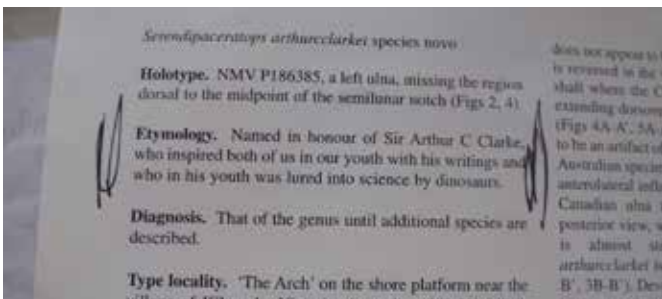 Serendipaceratops arthurcclarkei species novo
Holotype. NMV P186385, a left ulna, missing the region
dorsal to the midpoint of the semilunar notch (Figs 2, 4)
Etymology. Named in honour of Sir Arthur C Clarke,
who inspired both of us in our youth with his writings and
who in his youth was lured into science by dinosaurs.
Diagnosis. That of the genus until additional species are
described.
Type locality. 'The Arch' on the shore platform near the
does not appear to
is reversed in the
shaft where the C
extending dorsom
(Figs 4A-A', 5A-
to be an artifact of
Australian specim
anterolateral infl
Canadian ulna
posterior view,
is almost
arthurcclarkei
B', 3B-B'). Des